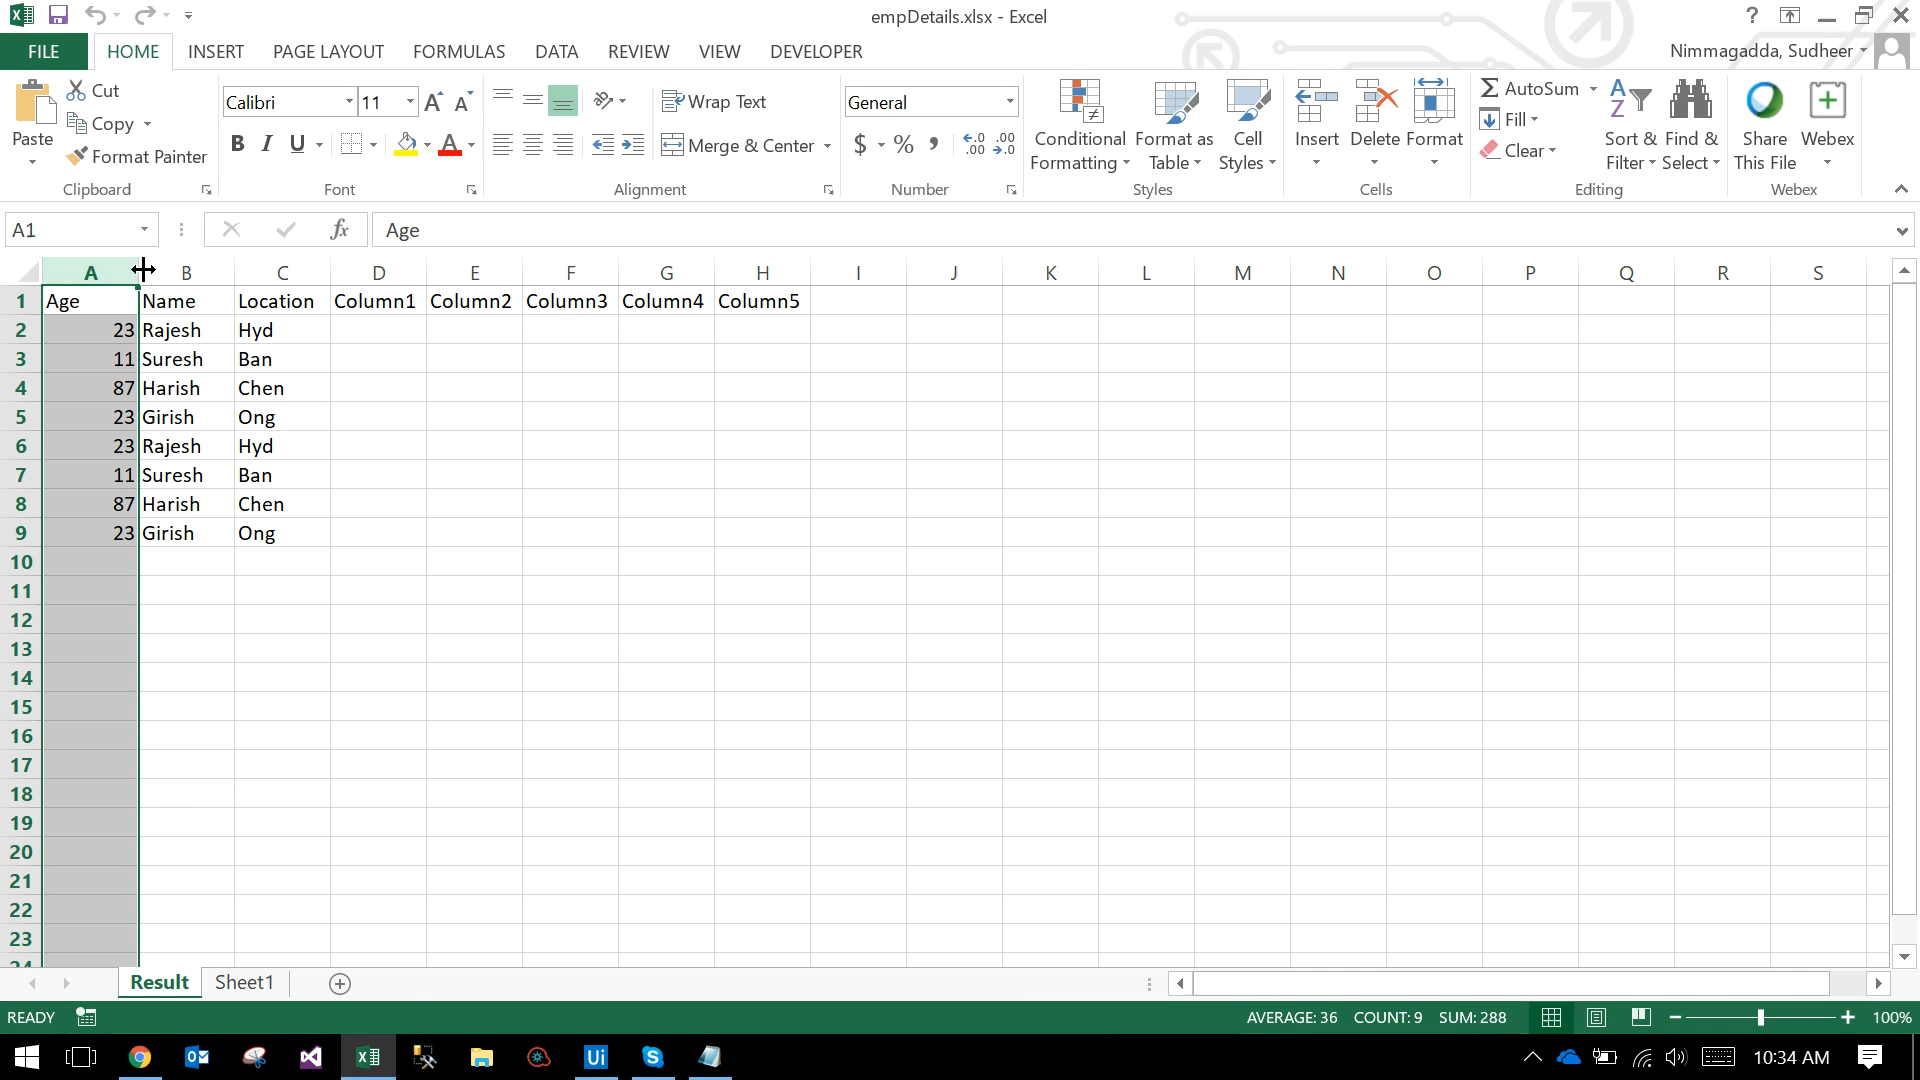 empDetails.xlsx - Excel
FILE HOME INSERT PAGE LAYOUT FORMULAS DATA REVIEW VIEW DEVELOPER Nimmagadda, Sudheer
Paste Cut
Copy
Format Painter
Clipboard
Calibri 11
B I U A
Font
Wrap Text
Merge & Center
Alignment
General
$ % ,
Number
Conditional Formatting
Format as Table
Cell Styles
Styles
Insert Delete Format
Cells
AutoSum
Fill
Clear
Sort & Filter
Find & Select
Editing
Share This File
Webex
Webex
A1 fx Age
A B C D E F G H I J K L M N O P Q R S
1 Age Name Location Column1 Column2 Column3 Column4 Column5
2 23 Rajesh Hyd
3 11 Suresh Ban
4 87 Harish Chen
5 23 Girish Ong
6 23 Rajesh Hyd
7 11 Suresh Ban
8 87 Harish Chen
9 23 Girish Ong
10
11
12
13
14
15
16
17
18
19
20
21
22
23
24
Result Sheet1
READY AVERAGE: 36 COUNT: 9 SUM: 288 100%
Ui 10:34 AM